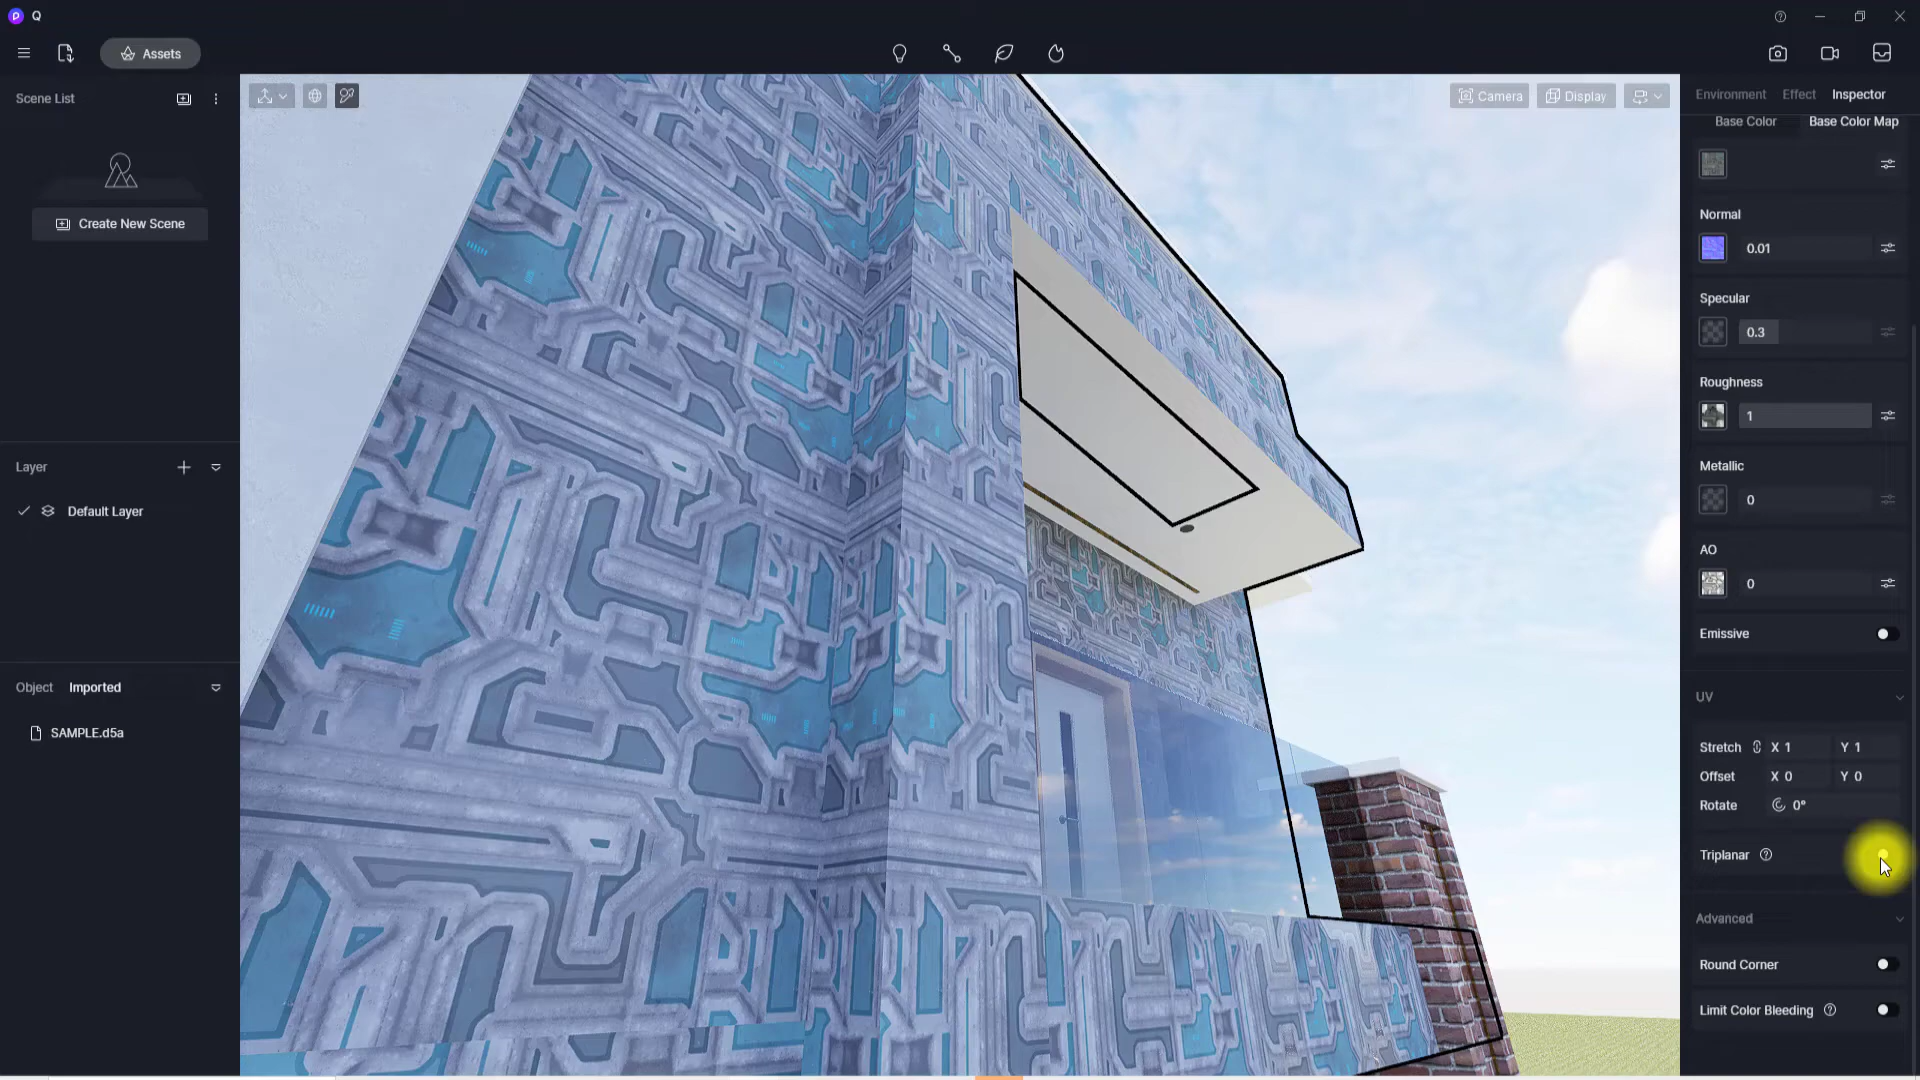 Q
Assets
Scene List
Create New Scene
Layer
Default Layer
Object Imported
SAMPLE.d5a
Camera Display
Environment Effect Inspector
Base Color Base Color Map
Normal
0.01
Specular
0.3
Roughness
1
Metallic
0
AO
0
Emissive
UV
Stretch X 1 Y 1
Offset X 0 Y 0
Rotate 0°
Triplanar
Advanced
Round Corner
Limit Color Bleeding